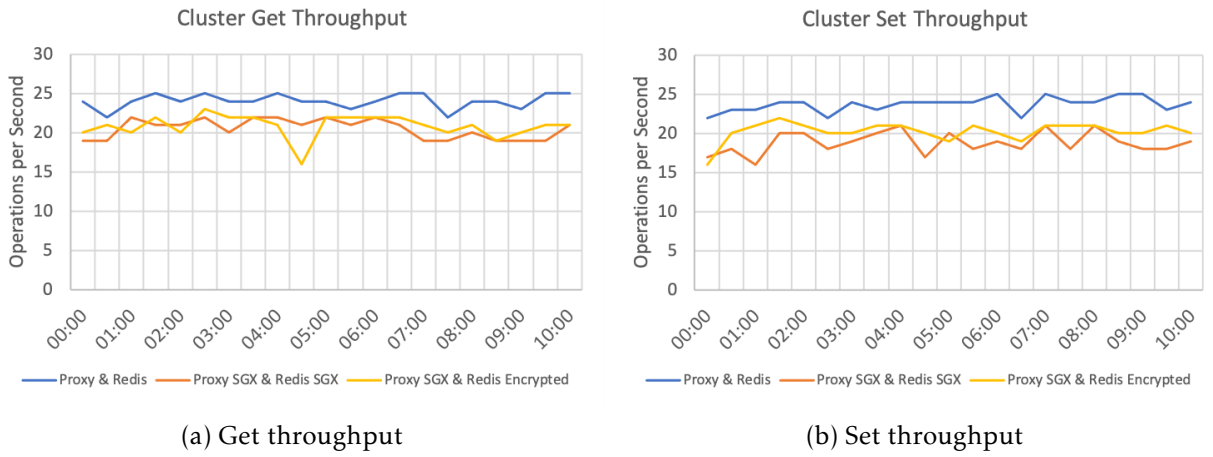 Cluster Get Throughput
Operations per Second
30
25
20
15
10
5
0
00:00 01:00 02:00 03:00 04:00 05:00 06:00 07:00 08:00 09:00 10:00
Proxy & Redis Proxy SGX & Redis SGX Proxy SGX & Redis Encrypted
(a) Get throughput
Cluster Set Throughput
Operations per Second
30
25
20
15
10
5
0
00:00 01:00 02:00 03:00 04:00 05:00 06:00 07:00 08:00 09:00 10:00
Proxy & Redis Proxy SGX & Redis SGX Proxy SGX & Redis Encrypted
(b) Set throughput